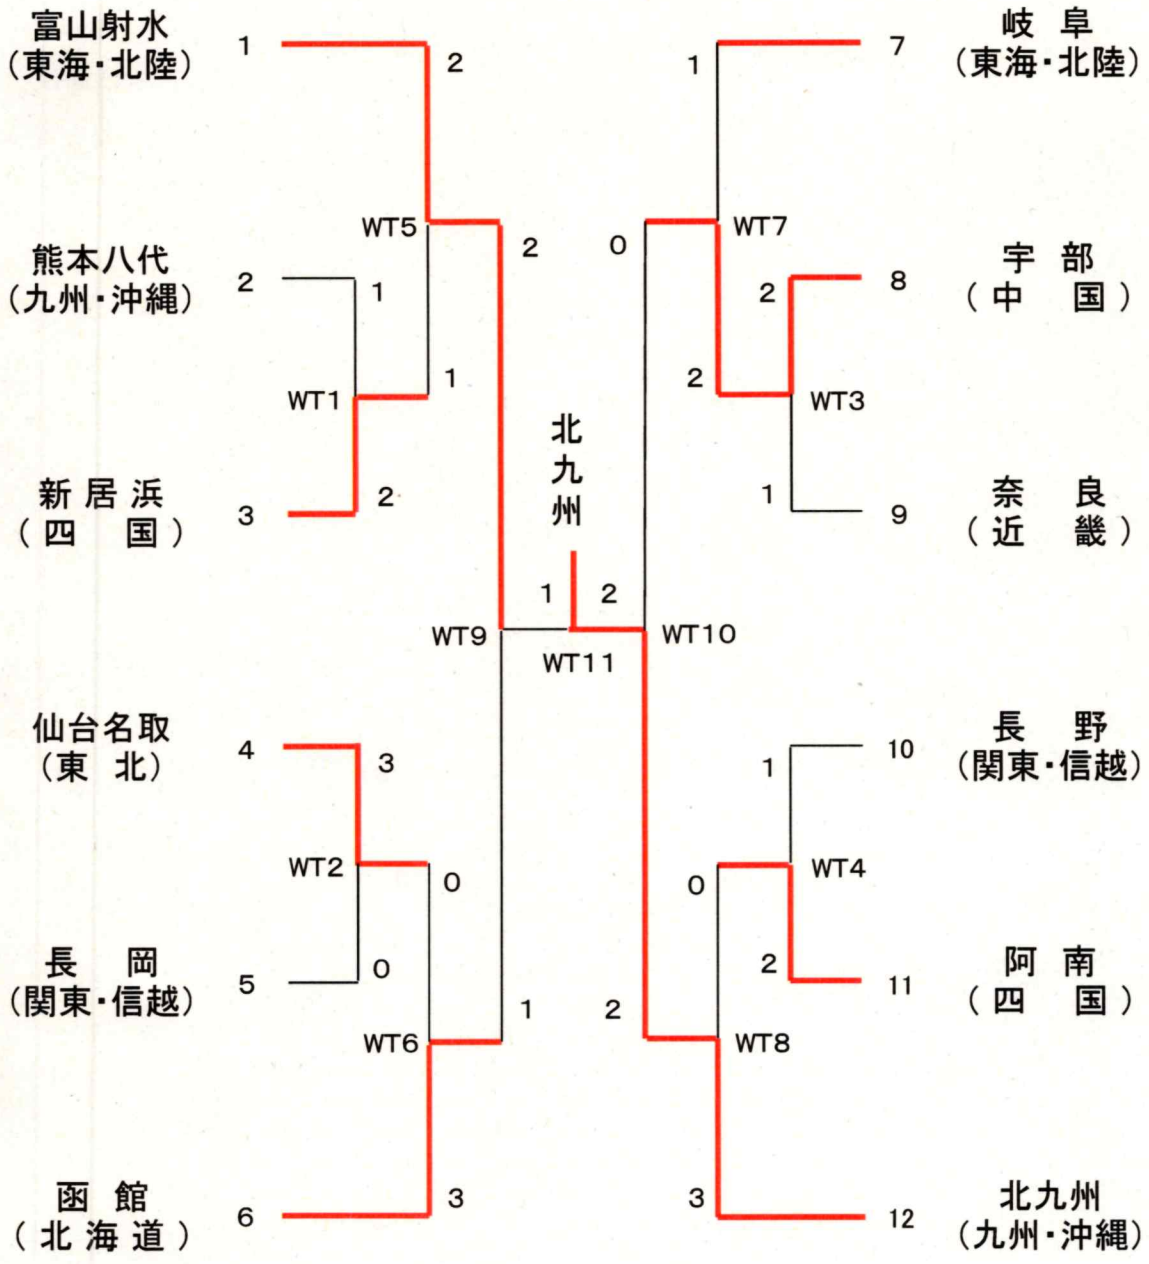 富山射水
(東海・北陸)
1
2
熊本八代
(九州・沖縄)
2
1
WT5
2
WT1
1
新居浜
(四 国)
3
2
北九州
1
2
WT9
WT11
仙台名取
(東 北)
4
3
WT2
0
長 岡
(関東・信越)
5
0
WT6
1
函 館
(北海道)
6
3
岐 阜
(東海・北陸)
7
1
WT7
0
宇 部
(中 国)
8
2
2
WT3
奈 良
(近 畿)
9
1
WT10
長 野
(関東・信越)
10
1
WT4
0
阿 南
(四 国)
11
2
2
WT8
北九州
(九州・沖縄)
12
3